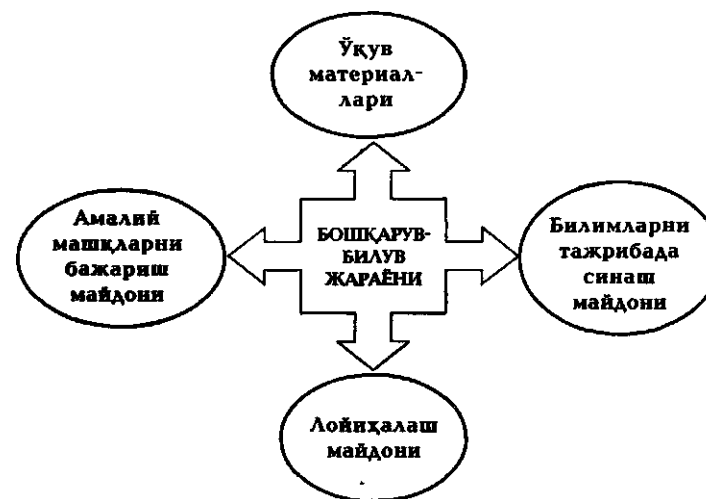 Ўқув
материал-
лари
Амалий
машқларни
бажариш
майдони
БОШҚАРУВ-
БИЛУВ
ЖАРАЁНИ
Билимларни
тажрибада
синаш
майдони
Лойиҳалаш
майдони